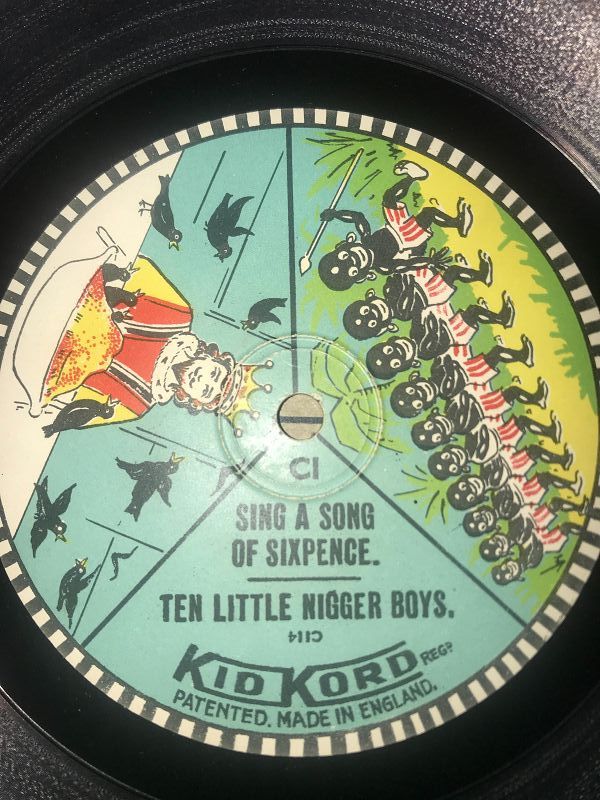 C1
SING A SONG
OF SIXPENCE.
TEN LITTLE NIGGER BOYS.
C114
KID KORD REGD
PATENTED. MADE IN ENGLAND.